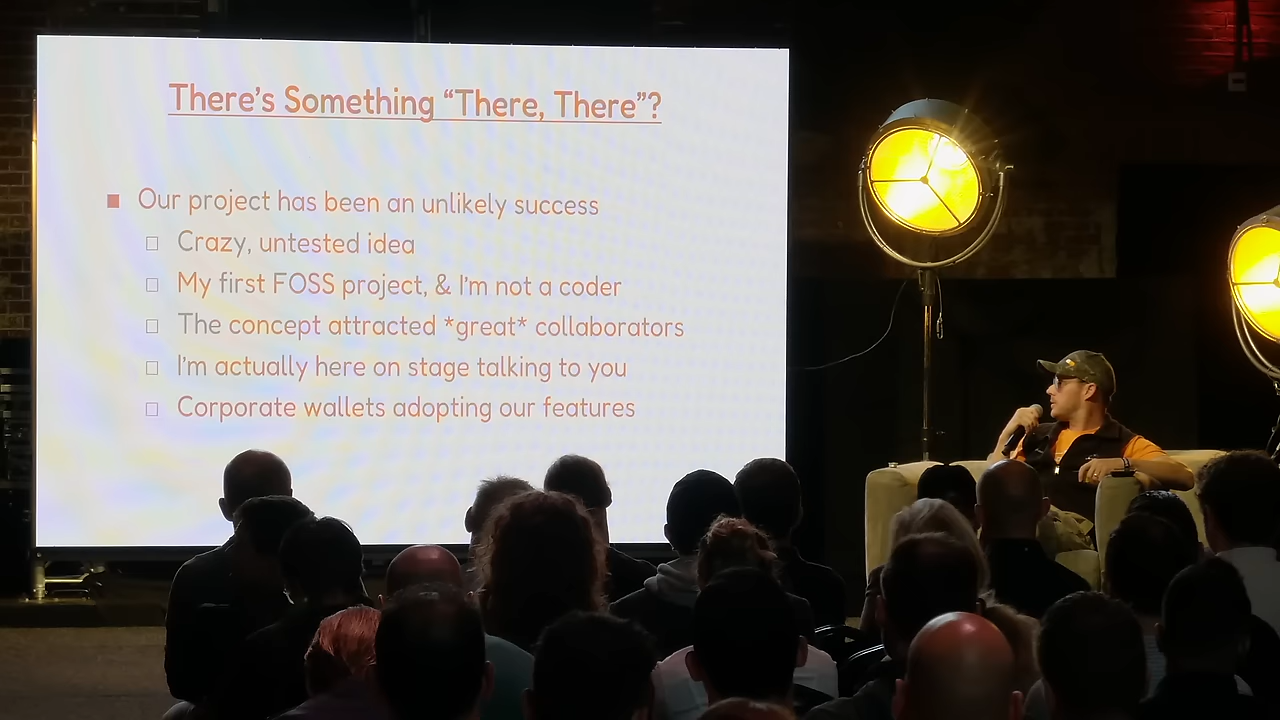 There's Something “There, There”?
■ Our project has been an unlikely success
□ Crazy, untested idea
□ My first FOSS project, & I'm not a coder
□ The concept attracted *great* collaborators
□ I'm actually here on stage talking to you
□ Corporate wallets adopting our features